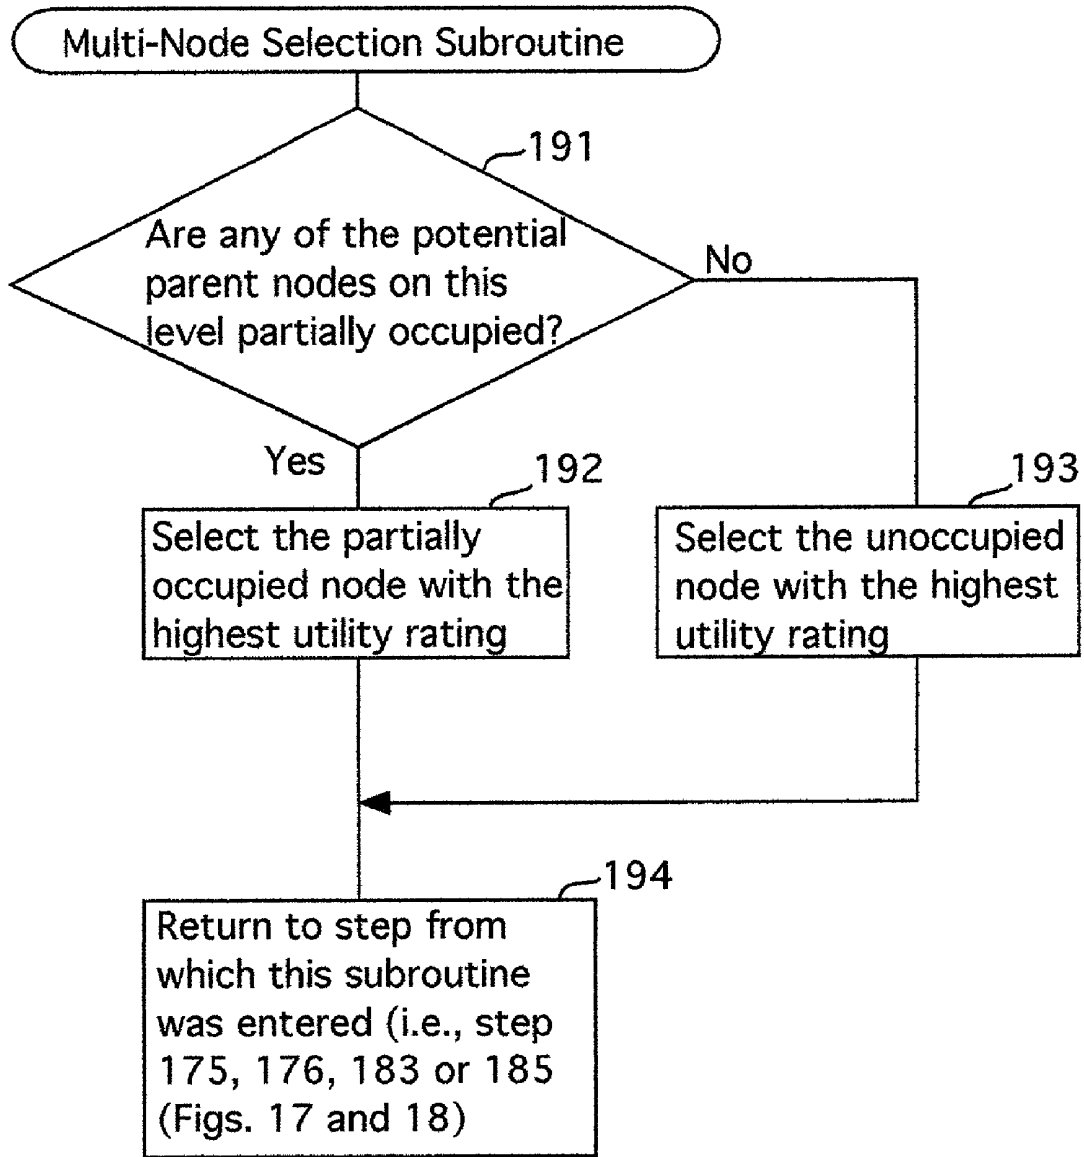 Multi-Node Selection Subroutine
191
Are any of the potential
parent nodes on this
level partially occupied?
No
Yes
192
Select the partially
occupied node with the
highest utility rating
193
Select the unoccupied
node with the highest
utility rating
194
Return to step from
which this subroutine
was entered (i.e., step
175, 176, 183 or 185
(Figs. 17 and 18)